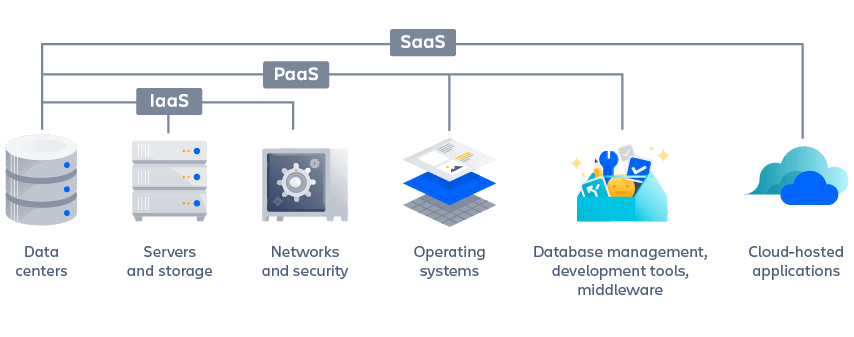 SaaS
PaaS
IaaS
Data
centers
Servers
and storage
Networks
and security
Operating
systems
Database management,
development tools,
middleware
Cloud-hosted
applications